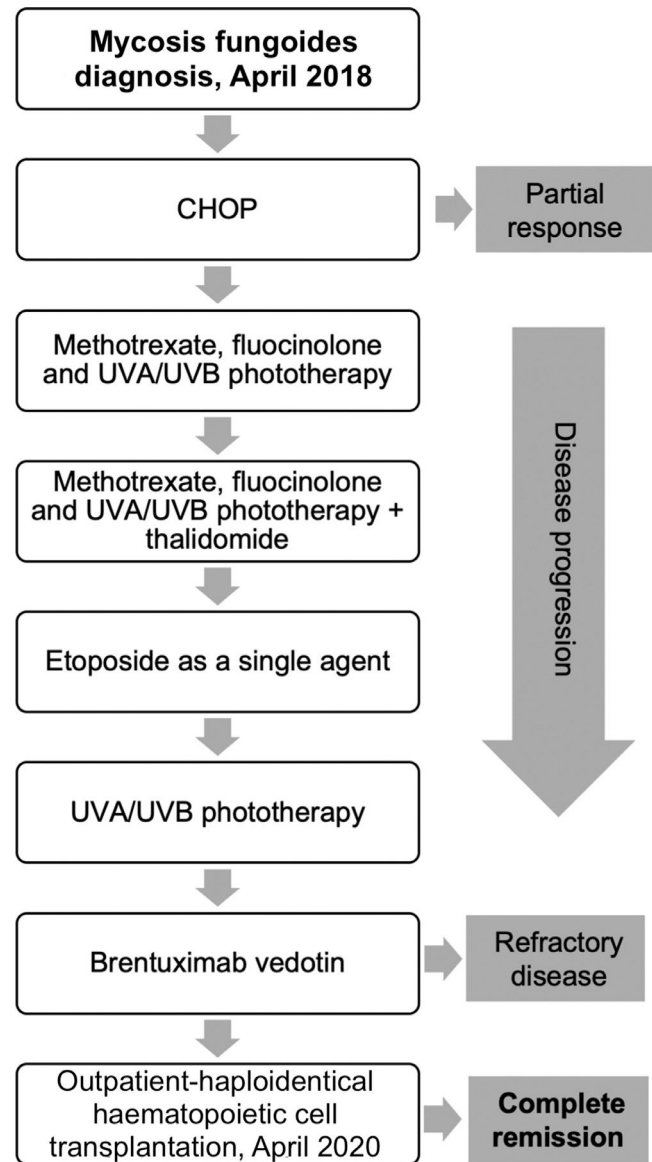 Mycosis fungoides
diagnosis, April 2018
CHOP
Partial
response
Methotrexate, fluocinolone
and UVA/UVB phototherapy
Methotrexate, fluocinolone
and UVA/UVB phototherapy +
thalidomide
Disease progression
Etoposide as a single agent
UVA/UVB phototherapy
Brentuximab vedotin
Refractory
disease
Outpatient-haploidentical
haematopoietic cell
transplantation, April 2020
Complete
remission